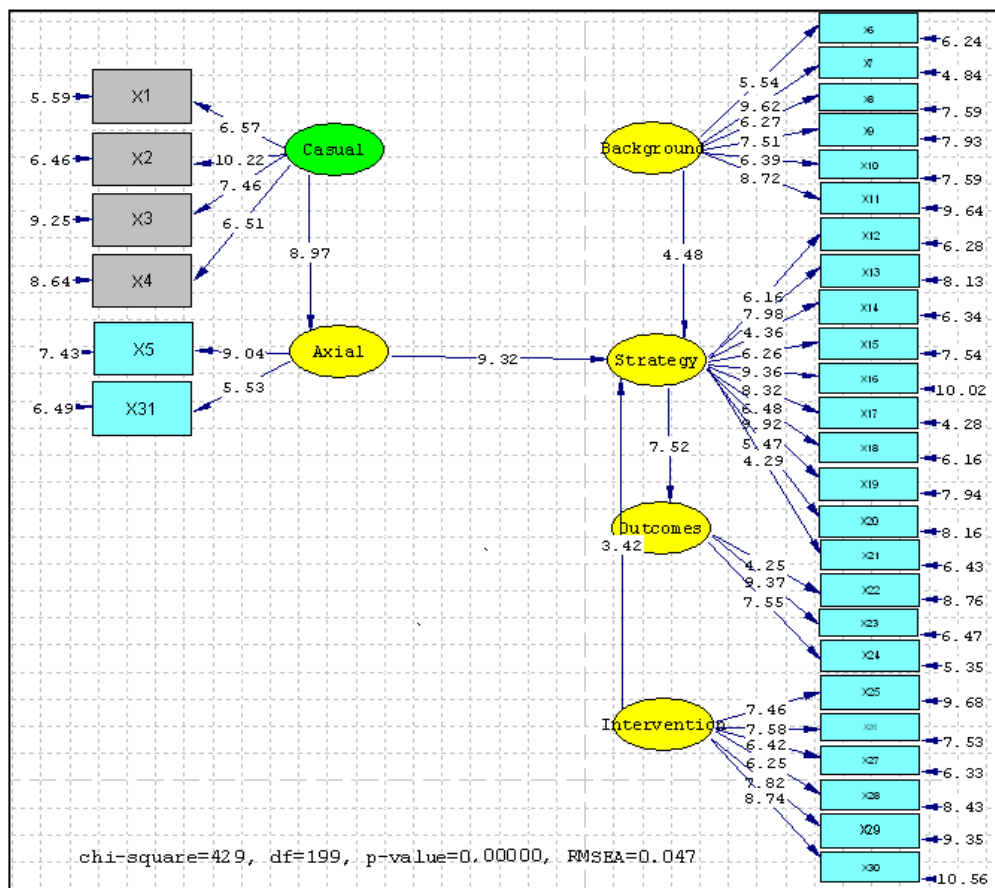 X6
6.24
X7
4.84
X8
7.59
X9
7.93
X10
7.59
X11
9.64
X12
6.28
X13
8.13
X14
6.34
X15
7.54
X16
10.02
X17
4.28
X18
6.16
X19
7.94
X20
8.16
X21
6.43
X22
8.76
X23
6.47
X24
5.35
X25
9.68
7.53
X27
6.33
X28
8.43
X29
9.35
X30
10.56
5.59
X1
6.46
X2
9.25
X3
8.64
X4
7.43
X5
6.49
X31
6.57
10.22
7.46
6.51
Casual
8.97
9.04
5.53
Axial
9.32
Background
5.54
9.62
6.27
7.51
6.39
8.72
4.48
Strategy
6.16
7.98
4.36
6.26
9.36
8.32
6.48
9.92
5.47
4.29
7.52
Outcomes
3.42
4.25
9.37
7.55
Intervention
7.46
7.58
6.42
6.25
7.82
8.74
chi-square=429, df=199, p-value=0.00000, RMSEA=0.047